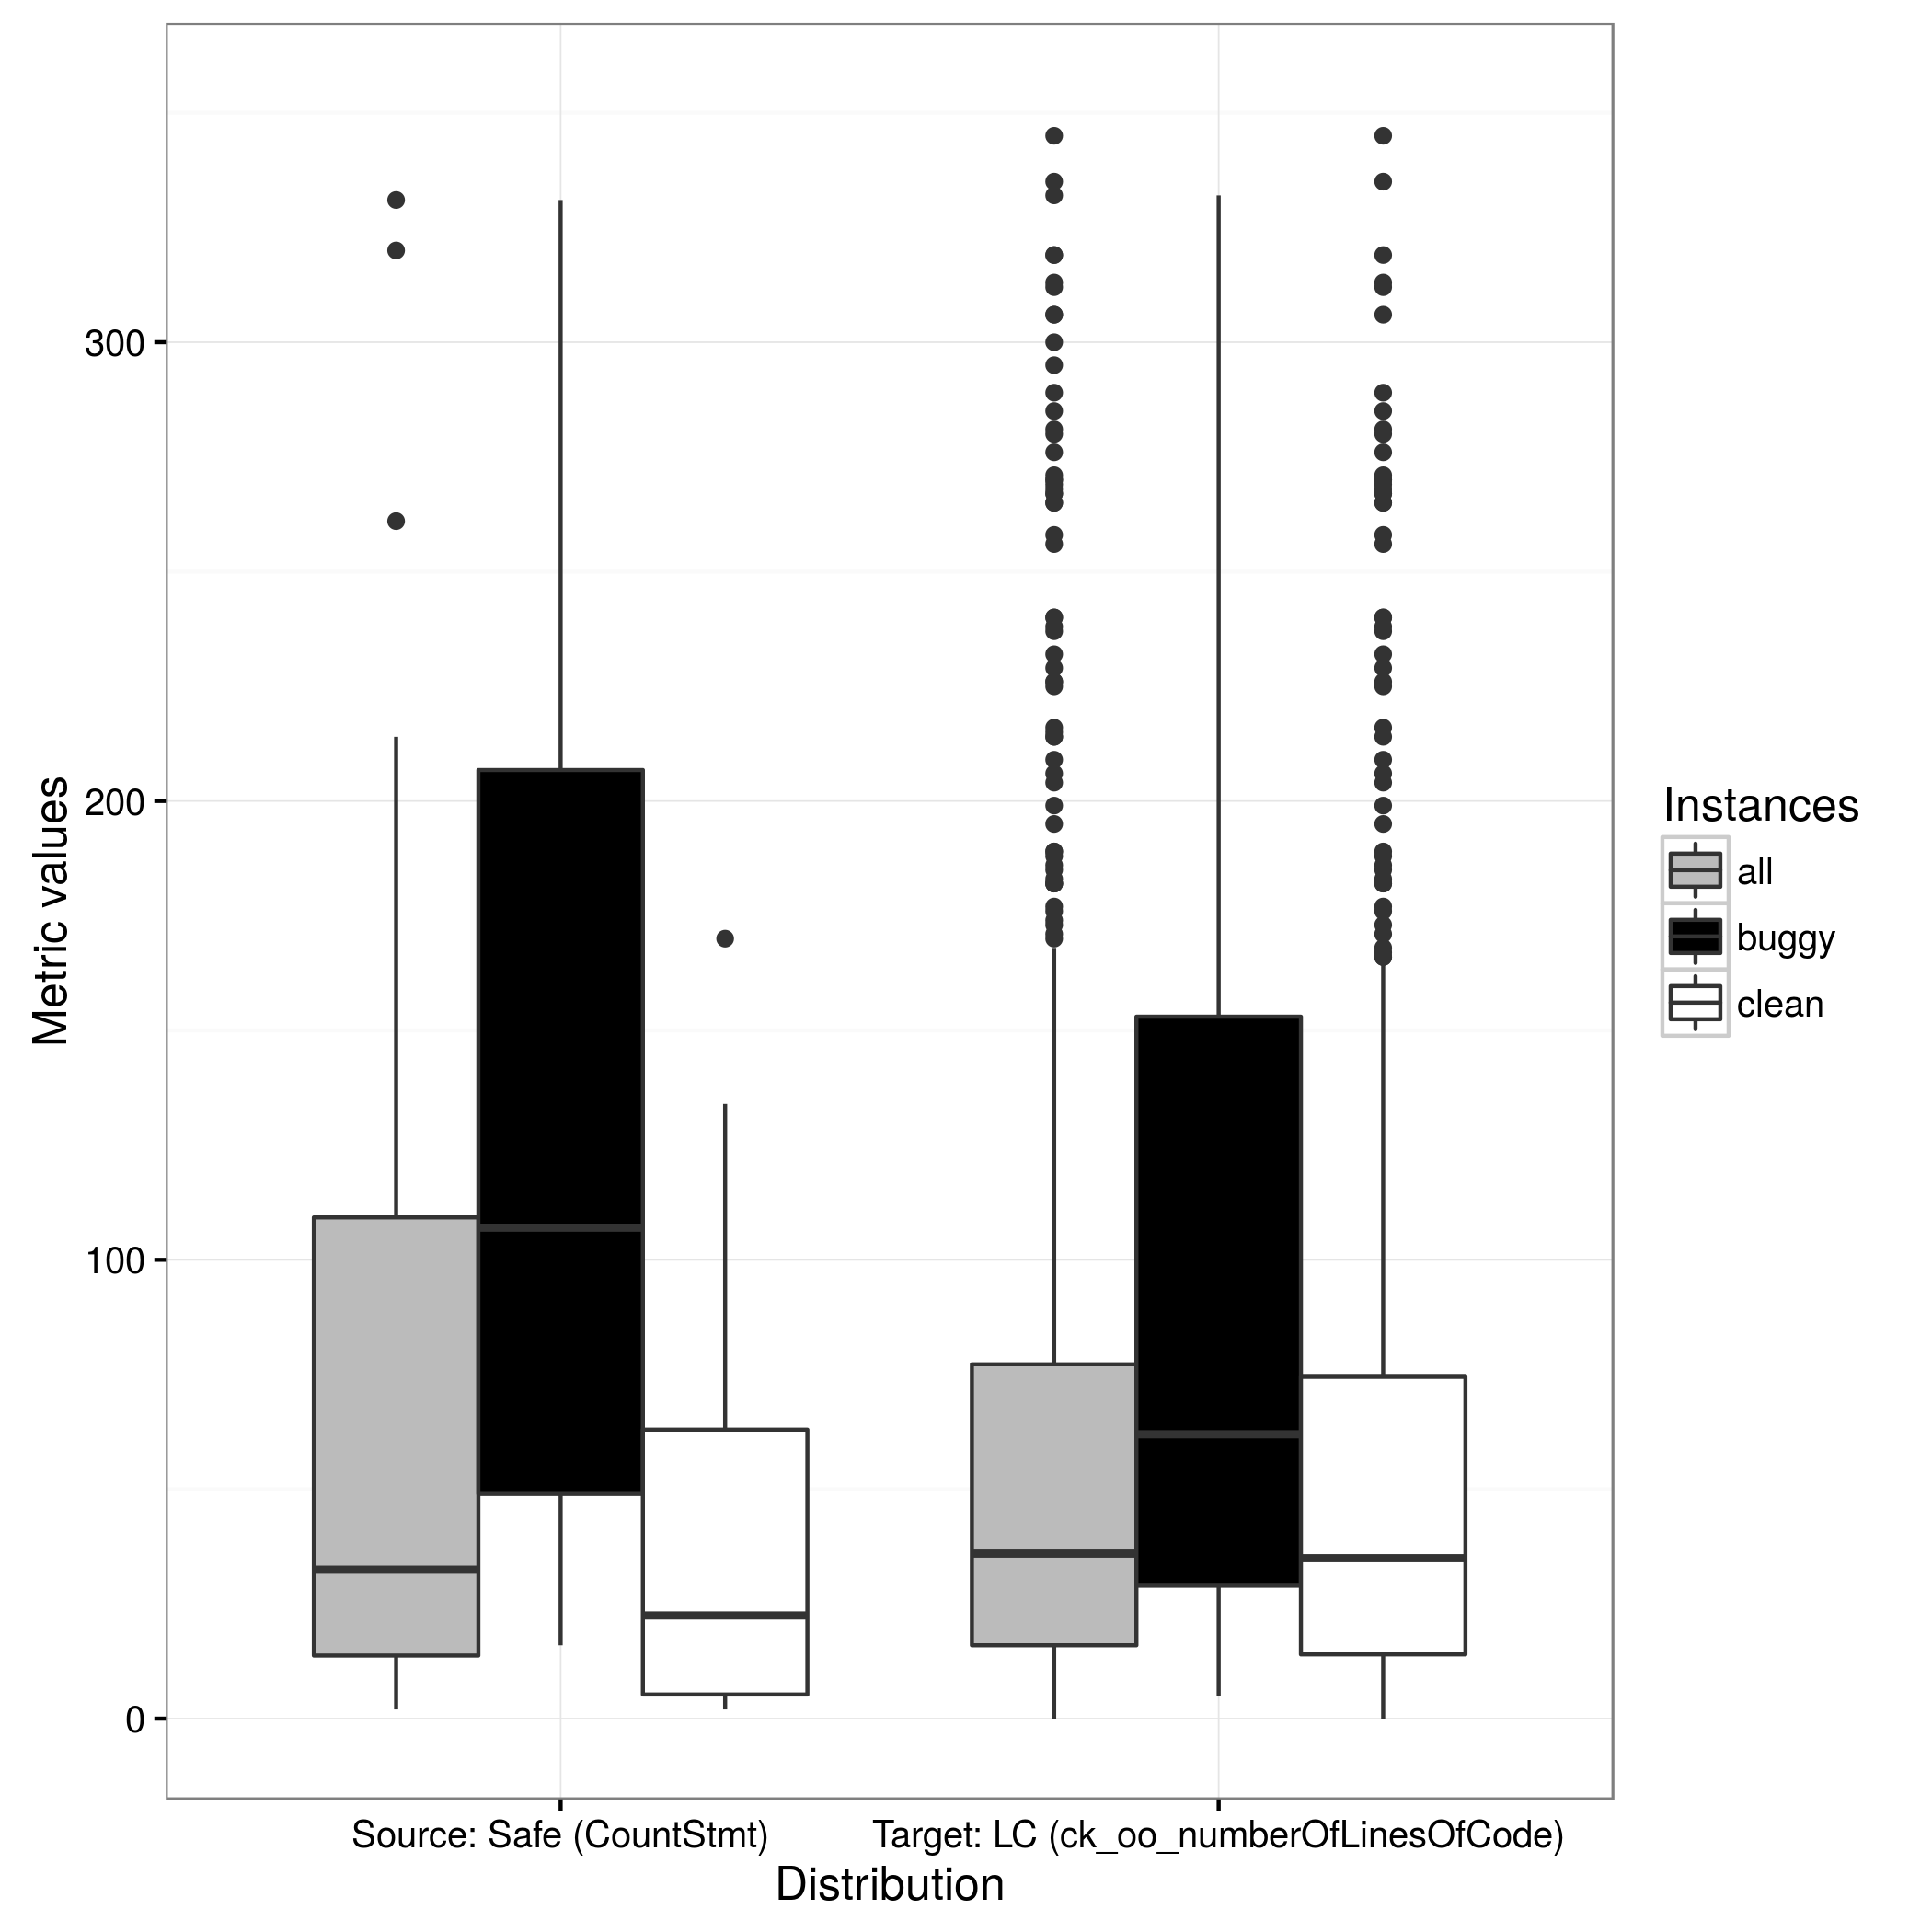 Metric values
300
200
100
0
Source: Safe (CountStmt)
Target: LC (ck_oo_numberOfLinesOfCode)
Distribution
Instances
all
buggy
clean